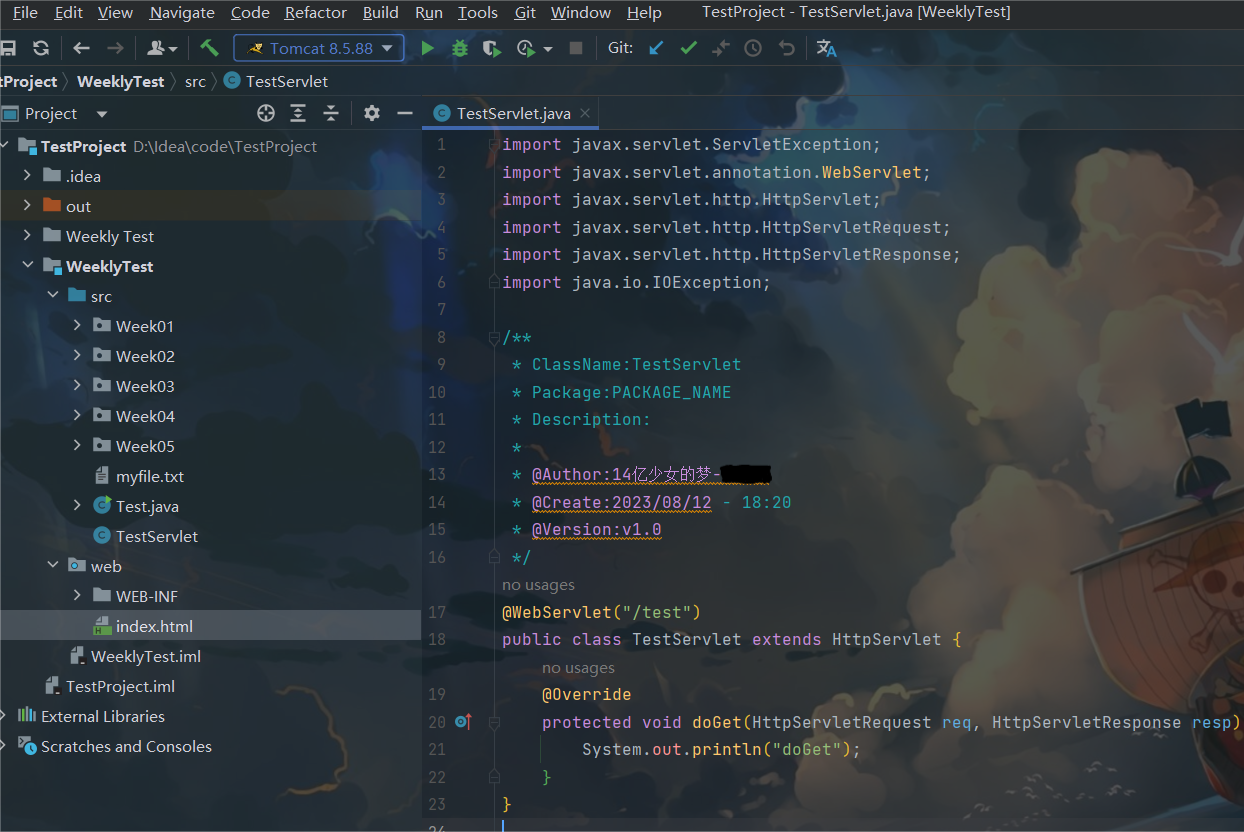 File Edit View Navigate Code Refactor Build Run Tools Git Window Help TestProject - TestServlet.java [WeeklyTest]
Tomcat 8.5.88 Git:
tProject WeeklyTest src TestServlet
Project
TestServlet.java
TestProject D:\Idea\code\TestProject
.idea
out
Weekly Test
WeeklyTest
src
Week01
Week02
Week03
Week04
Week05
myfile.txt
Test.java
TestServlet
web
WEB-INF
index.html
WeeklyTest.iml
TestProject.iml
External Libraries
Scratches and Consoles
1 import javax.servlet.ServletException;
2 import javax.servlet.annotation.WebServlet;
3 import javax.servlet.http.HttpServlet;
4 import javax.servlet.http.HttpServletRequest;
5 import javax.servlet.http.HttpServletResponse;
6 import java.io.IOException;
7
8 /**
9 * ClassName:TestServlet
10 * Package:PACKAGE_NAME
11 * Description:
12 *
13 * @Author:14亿少女的梦-
14 * @Create:2023/08/12 - 18:20
15 * @Version:v1.0
16 */
no usages
17 @WebServlet("/test")
18 public class TestServlet extends HttpServlet {
no usages
19 @Override
20 protected void doGet(HttpServletRequest req, HttpServletResponse resp)
21 System.out.println("doGet");
22 }
23 }
24